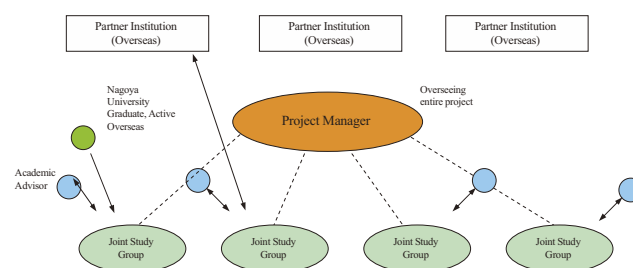 Partner Institution
(Overseas)
Partner Institution
(Overseas)
Partner Institution
(Overseas)
Nagoya
University
Graduate, Active
Overseas
Overseeing
entire project
Project Manager
Academic
Advisor
Joint Study
Group
Joint Study
Group
Joint Study
Group
Joint Study
Group